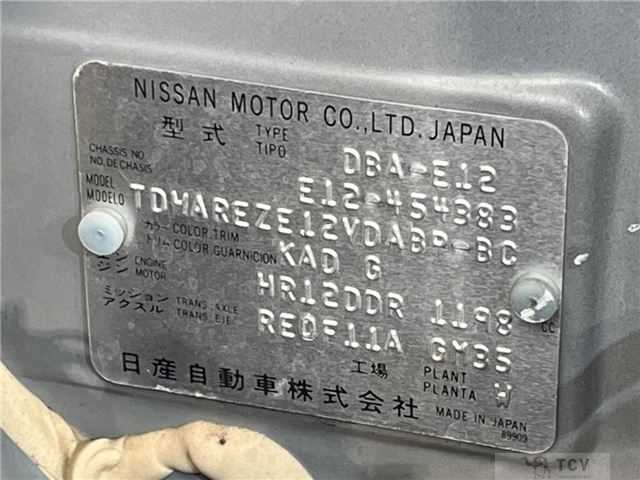 NISSAN MOTOR CO.,LTD. JAPAN
型式 TYPE TIPO DBA-E12
CHASSIS NO. NO. DE CHASIS E12-454383
MODEL MODELO TDMAREZE12VDABP-BC
カラー COLOR, TRIM トリム COLOR, GUARNICION KAD G
エンジン ENGINE MOTOR HR12DDR 1198 CC
ミッション TRANS. AXLE アクスル TRANS. EJE RE0F11A GY35
工場 PLANT PLANTA W
日産自動車株式会社 MADE IN JAPAN
89909
TCV